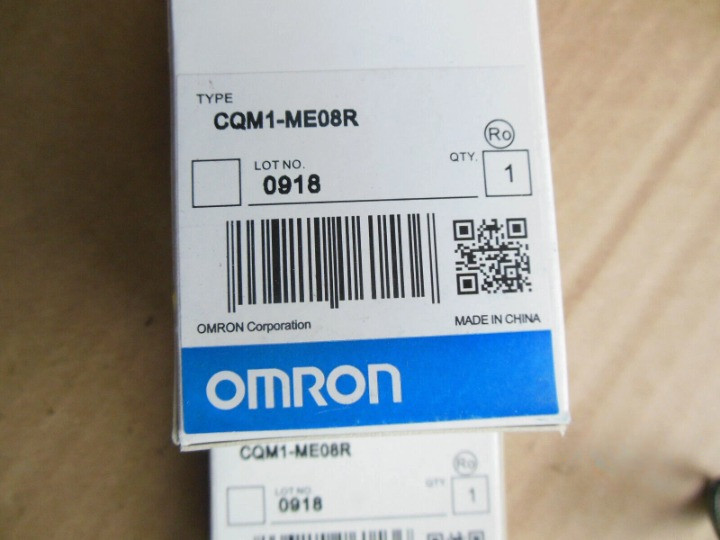 TYPE
CQM1-ME08R
Ro
LOT NO.
0918
QTY.
1
OMRON Corporation
MADE IN CHINA
OMRON
CQM1-ME08R
Ro
LOT NO.
0918
QTY
1